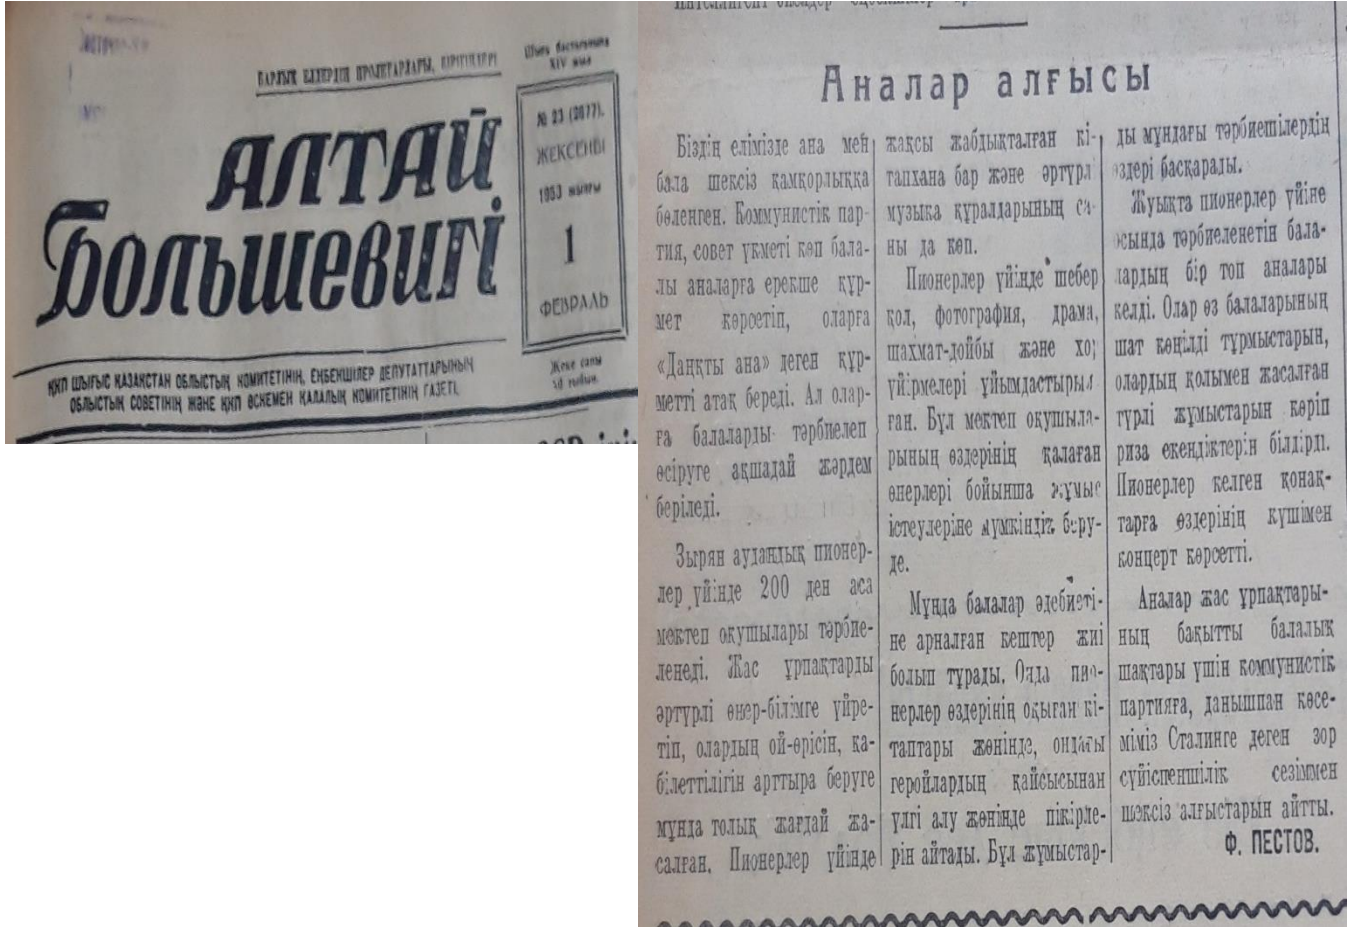 БАРЛЫҚ ЕЛДЕРДІҢ ПРОЛЕТАРЛАРЫ, БІРІГІҢДЕР!
АЛТАЙ
БОЛЬШЕВИГІ
Шыға бастағанына
XIV жыл
№ 23 (2677).
ЖЕКСЕНБІ
1953 жылғы
1
ФЕВРАЛЬ
Жеке саны
ҚКП ШЫҒЫС ҚАЗАҚСТАН ОБЛЫСТЫҚ КОМИТЕТІНІҢ, ЕҢБЕКШІЛЕР ДЕПУТАТТАРЫНЫҢ
ОБЛЫСТЫҚ СОВЕТІНІҢ ЖӘНЕ ҚКП ӨСКЕМЕН ҚАЛАЛЫҚ КОМИТЕТІНІҢ ГАЗЕТІ.
Аналар алғысы
Біздің елімізде ана мен
бала шексіз қамқорлыққа
бөленген. Коммунистік пар-
тия, совет үкметі көп бала-
лы аналарға ерекше құр-
мет көрсетіп, оларға
«Даңқты ана» деген құр-
метті атақ береді. Ал олар-
ға балаларды тәрбиелеп
өсіруге ақшадай жәрдем
беріледі.
Зырян аудандық пионер-
лер үйінде 200 ден аса
мектеп оқушылары тәрбие-
ленеді. Жас ұрпақтарды
әртүрлі өнер-білімге үйре-
тіп, олардың ой-өрісін, қа-
білеттілігін арттыра беруге
мұнда толық жағдай жа-
салған. Пионерлер үйінде
жақсы жабдықталған кі-
тапхана бар және әртүрлі
музыка құралдарының са-
ны да көп.
Пионерлер үйінде шебер
қол, фотография, драма,
шахмат-дойбы және хор
үйірмелері ұйымдастырыл
ған. Бұл мектеп оқушыла-
рының өздерінің қалаған
өнерлері бойынша жұмыс
істеулеріне мүмкіндік беру-
де.
Мұнда балалар әдебиеті-
не арналған кештер жиі
болып тұрады. Онда пио-
нерлер өздерінің оқыған кі-
таптары жөнінде, ондағы
геройлардың қайсысынан
үлгі алу жөнінде пікірле-
рін айтады. Бұл жұмыстар-
ды мұндағы тәрбиешілердің
өздері басқарады.
Жуықта пионерлер үйіне
осында тәрбиеленетін бала-
лардың бір топ аналары
келді. Олар өз балаларының
шат көңілді тұрмыстарын,
олардың қолымен жасалған
түрлі жұмыстарын көріп
риза екендіктерін білдірді.
Пионерлер келген қонақ-
тарға өздерінің күшімен
концерт көрсетті.
Аналар жас ұрпақтары-
ның бақытты балалық
шақтары үшін коммунистік
партияға, данышпан көсе-
міміз Сталинге деген зор
сүйіспеншілік сезіммен
шексіз алғыстарын айтты.
Ф. ПЕСТОВ.